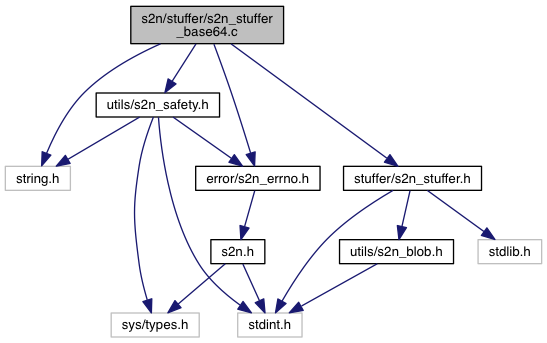 s2n/stuffer/s2n_stuffer
_base64.c
utils/s2n_safety.h
string.h
error/s2n_errno.h
stuffer/s2n_stuffer.h
s2n.h
utils/s2n_blob.h
stdlib.h
sys/types.h
stdint.h